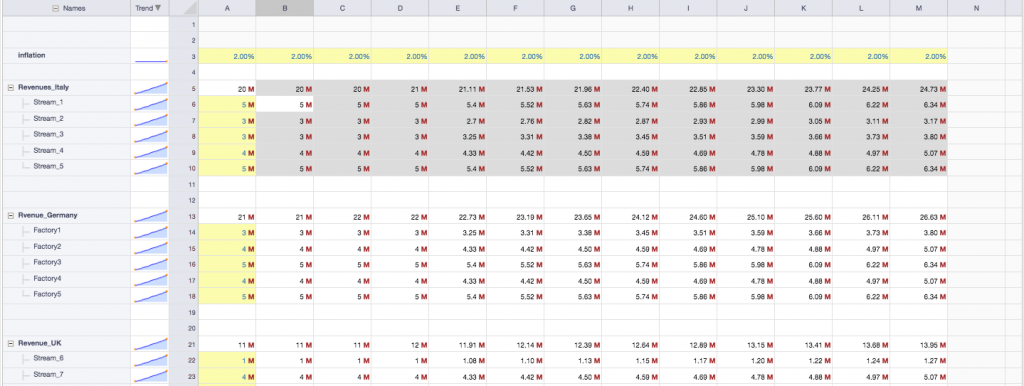 Names Trend A B C D E F G H I J K L M N
1
2
inflation 3 2.00% 2.00% 2.00% 2.00% 2.00% 2.00% 2.00% 2.00% 2.00% 2.00% 2.00% 2.00% 2.00%
4
Revenues_Italy 5 20 M 20 M 20 M 21 M 21.11 M 21.53 M 21.96 M 22.40 M 22.85 M 23.30 M 23.77 M 24.25 M 24.73 M
Stream_1 6 5 M 5 M 5 M 5 M 5.4 M 5.52 M 5.63 M 5.74 M 5.86 M 5.98 M 6.09 M 6.22 M 6.34 M
Stream_2 7 3 M 3 M 3 M 3 M 2.7 M 2.76 M 2.82 M 2.87 M 2.93 M 2.99 M 3.05 M 3.11 M 3.17 M
Stream_3 8 3 M 3 M 3 M 3 M 3.25 M 3.31 M 3.38 M 3.45 M 3.51 M 3.59 M 3.66 M 3.73 M 3.80 M
Stream_4 9 4 M 4 M 4 M 4 M 4.33 M 4.42 M 4.50 M 4.59 M 4.69 M 4.78 M 4.88 M 4.97 M 5.07 M
Stream_5 10 5 M 5 M 5 M 5 M 5.4 M 5.52 M 5.63 M 5.74 M 5.86 M 5.98 M 6.09 M 6.22 M 6.34 M
11
12
Rvenue_Germany 13 21 M 21 M 22 M 22 M 22.73 M 23.19 M 23.65 M 24.12 M 24.60 M 25.10 M 25.60 M 26.11 M 26.63 M
Factory1 14 3 M 3 M 3 M 3 M 3.25 M 3.31 M 3.38 M 3.45 M 3.51 M 3.59 M 3.66 M 3.73 M 3.80 M
Factory2 15 4 M 4 M 4 M 4 M 4.33 M 4.42 M 4.50 M 4.59 M 4.69 M 4.78 M 4.88 M 4.97 M 5.07 M
Factory3 16 5 M 5 M 5 M 5 M 5.4 M 5.52 M 5.63 M 5.74 M 5.86 M 5.98 M 6.09 M 6.22 M 6.34 M
Factory4 17 4 M 4 M 4 M 4 M 4.33 M 4.42 M 4.50 M 4.59 M 4.69 M 4.78 M 4.88 M 4.97 M 5.07 M
Factory5 18 5 M 5 M 5 M 5 M 5.4 M 5.52 M 5.63 M 5.74 M 5.86 M 5.98 M 6.09 M 6.22 M 6.34 M
19
20
Revenue_UK 21 11 M 11 M 11 M 12 M 11.91 M 12.14 M 12.39 M 12.64 M 12.89 M 13.15 M 13.41 M 13.68 M 13.95 M
Stream_6 22 1 M 1 M 1 M 1 M 1.08 M 1.10 M 1.13 M 1.15 M 1.17 M 1.20 M 1.22 M 1.24 M 1.27 M
Stream_7 23 4 M 4 M 4 M 4 M 4.33 M 4.42 M 4.50 M 4.59 M 4.69 M 4.78 M 4.88 M 4.97 M 5.07 M